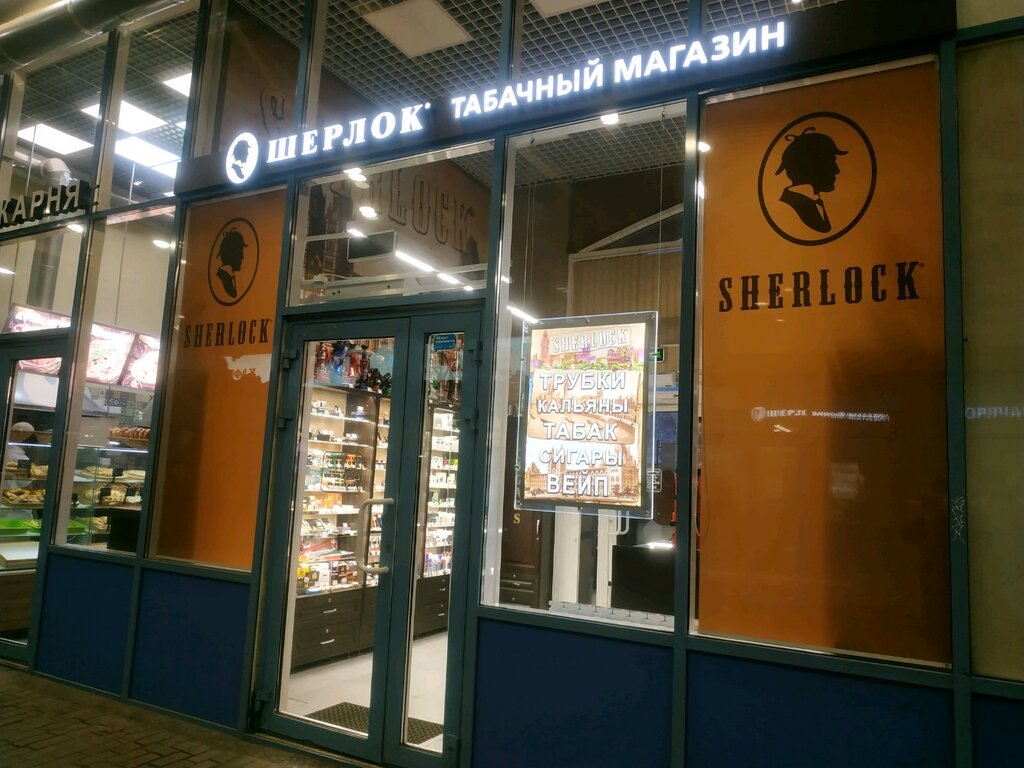 ШЕРЛОК ТАБАЧНЫЙ МАГАЗИН
КАРНЯ
SHERLOCK
SHERLOCK
SHERLOCK
SHERLOCK
ТРУБКИ
КАЛЬЯНЫ
ТАБАК
СИГАРЫ
ВЕЙП